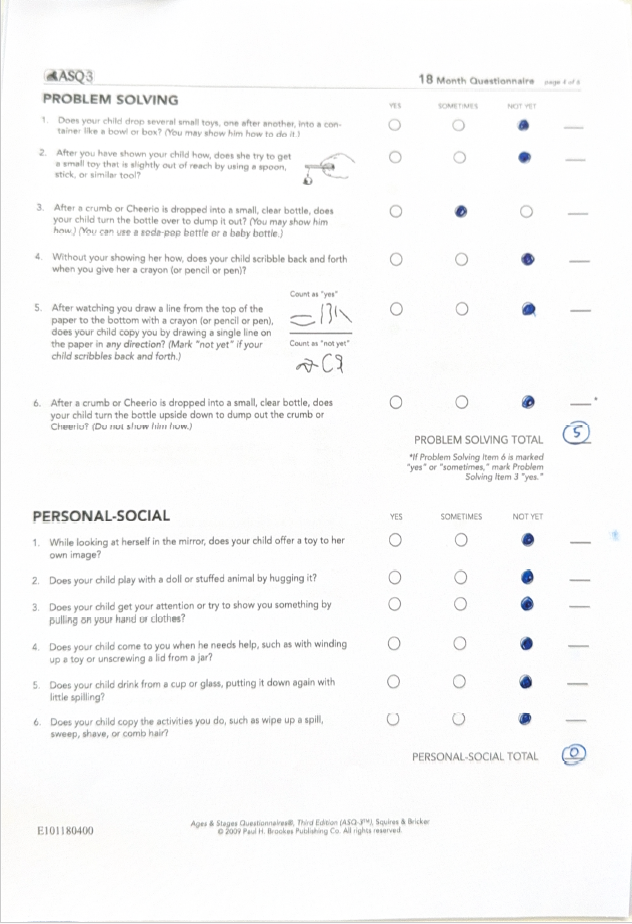 ASQ3
18 Month Questionnaire page 4 of 6
PROBLEM SOLVING
YES SOMETIMES NOT YET
1. Does your child drop several small toys, one after another, into a con-
tainer like a bowl or box? (You may show him how to do it.)
2. After you have shown your child how, does she try to get
a small toy that is slightly out of reach by using a spoon,
stick, or similar tool?
3. After a crumb or Cheerio is dropped into a small, clear bottle, does
your child turn the bottle over to dump it out? (You may show him
how.) (You can use a soda-pop bottle or a baby bottle.)
4. Without your showing her how, does your child scribble back and forth
when you give her a crayon (or pencil or pen)?
Count as "yes"
5. After watching you draw a line from the top of the
paper to the bottom with a crayon (or pencil or pen),
does your child copy you by drawing a single line on
the paper in any direction? (Mark "not yet" if your
child scribbles back and forth.)
Count as "not yet"
6. After a crumb or Cheerio is dropped into a small, clear bottle, does
your child turn the bottle upside down to dump out the crumb or
Cheerio? (Do not show him how.)
*
PROBLEM SOLVING TOTAL 5
*If Problem Solving Item 6 is marked
"yes" or "sometimes," mark Problem
Solving Item 3 "yes."
PERSONAL-SOCIAL
YES SOMETIMES NOT YET
1. While looking at herself in the mirror, does your child offer a toy to her
own image?
2. Does your child play with a doll or stuffed animal by hugging it?
3. Does your child get your attention or try to show you something by
pulling on your hand or clothes?
4. Does your child come to you when he needs help, such as with winding
up a toy or unscrewing a lid from a jar?
5. Does your child drink from a cup or glass, putting it down again with
little spilling?
6. Does your child copy the activities you do, such as wipe up a spill,
sweep, shave, or comb hair?
PERSONAL-SOCIAL TOTAL 0
Ages & Stages Questionnaires®, Third Edition (ASQ-3™), Squires & Bricker
E101180400
© 2009 Paul H. Brookes Publishing Co. All rights reserved.